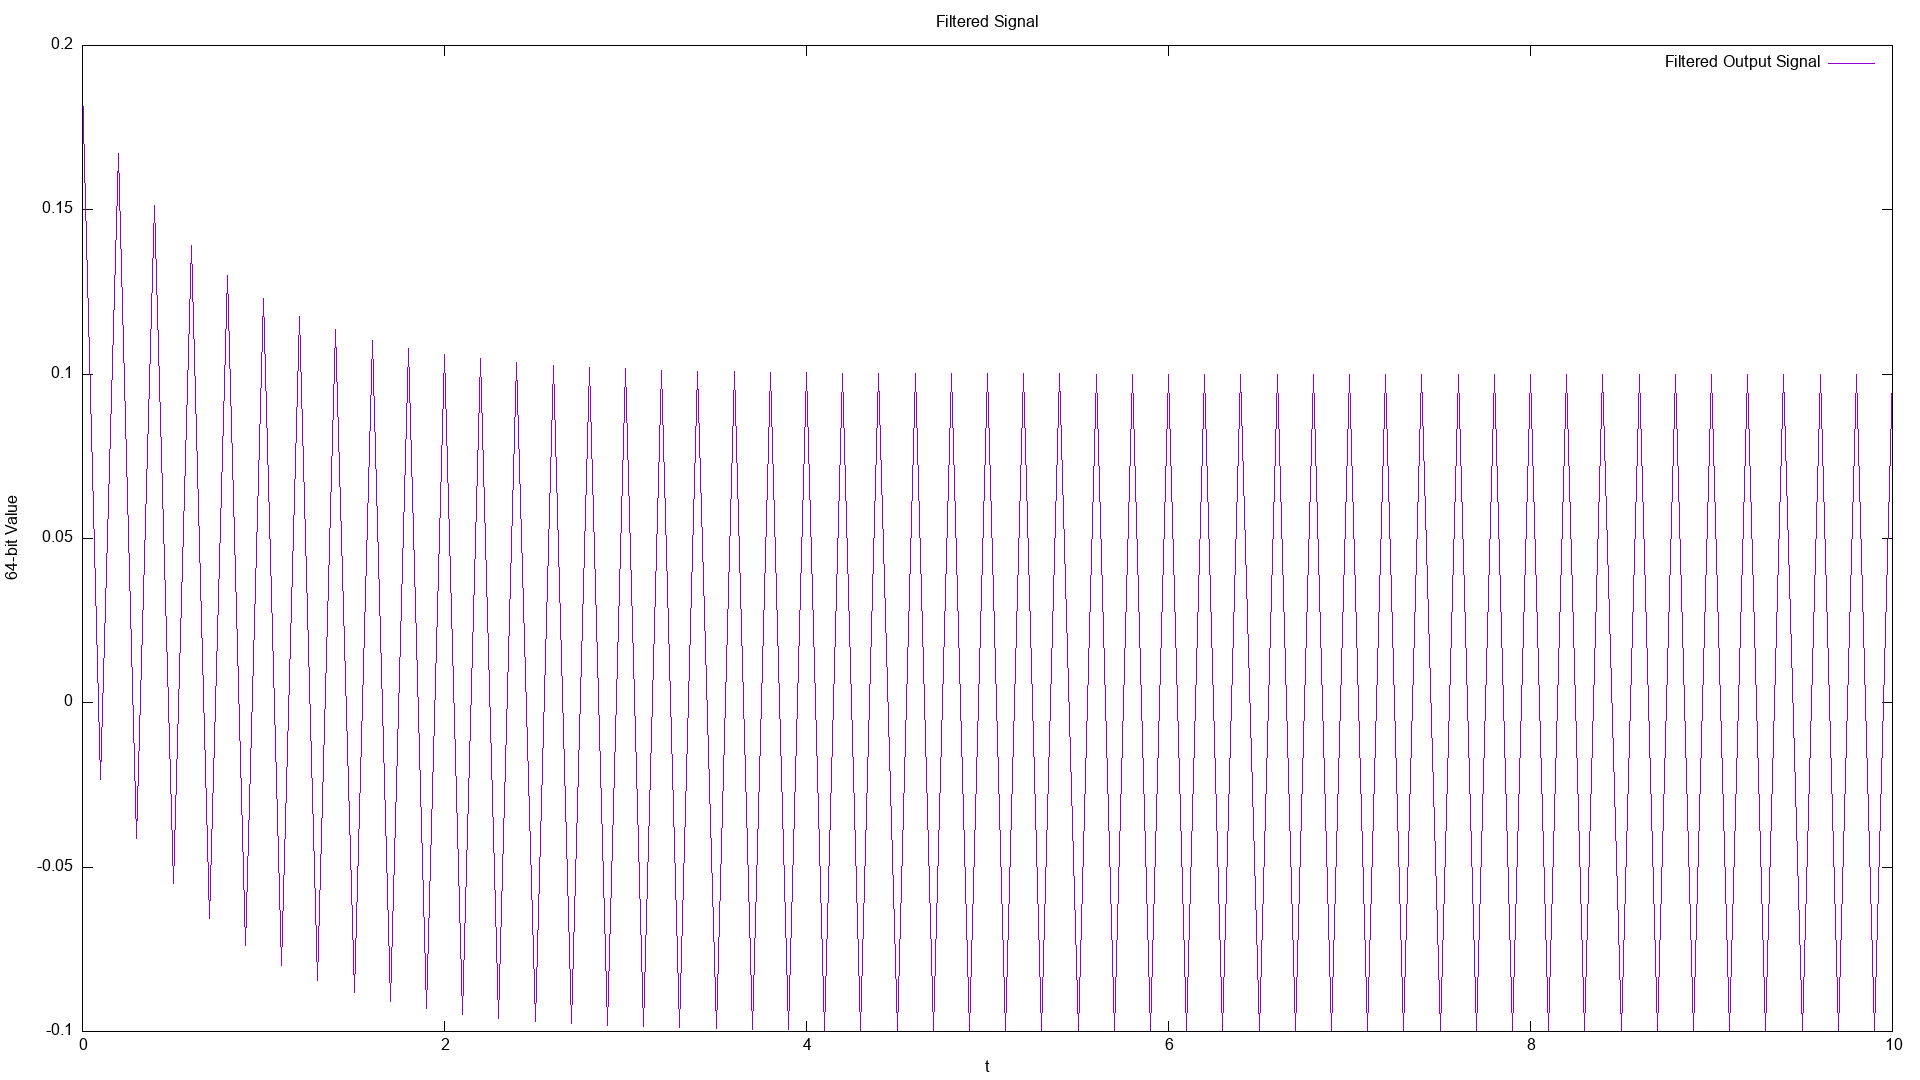 Filtered Signal
Filtered Output Signal
64-bit Value
0.2
0.15
0.1
0.05
0
-0.05
-0.1
0 2 4 6 8 10
t